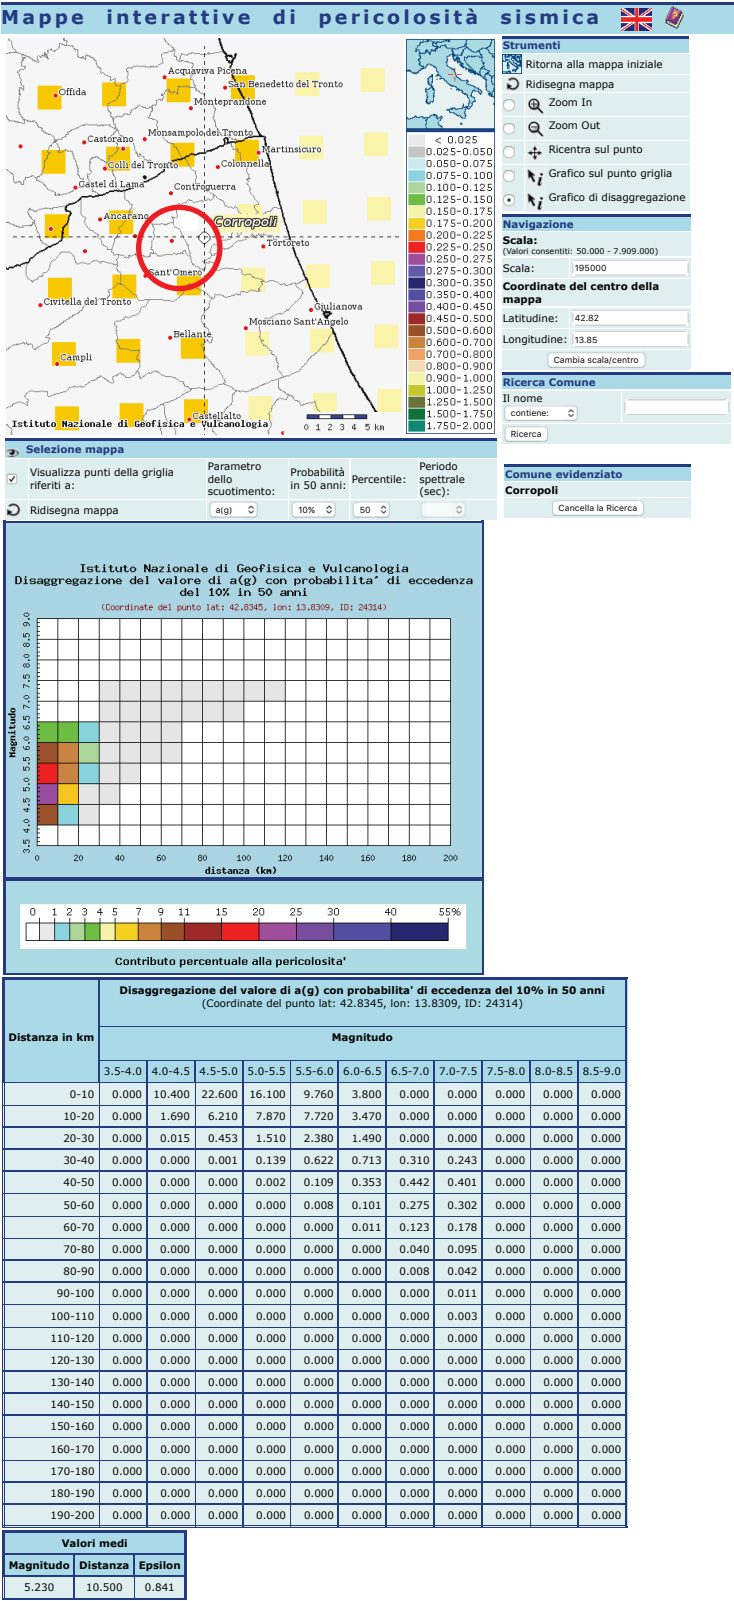 Mappe interattive di pericolosità sismica
Acquaviva Picena
San Benedetto del Tronto
Offida
Monteprandone
Castorano
Monsampolo del Tronto
Martinsicuro
Colli del Tronto
Colonnella
Castel di Lama
Controguerra
Ancarano
Corropoli
Tortoreto
Sant'Omero
Civitella del Tronto
Giulianova
Mosciano Sant'Angelo
Bellante
Campli
Castellalto
Istituto Nazionale di Geofisica e Vulcanologia
0 1 2 3 4 5 km
< 0.025
0.025-0.050
0.050-0.075
0.075-0.100
0.100-0.125
0.125-0.150
0.150-0.175
0.175-0.200
0.200-0.225
0.225-0.250
0.250-0.275
0.275-0.300
0.300-0.350
0.350-0.400
0.400-0.450
0.450-0.500
0.500-0.600
0.600-0.700
0.700-0.800
0.800-0.900
0.900-1.000
1.000-1.250
1.250-1.500
1.500-1.750
1.750-2.000
Strumenti
Ritorna alla mappa iniziale
Ridisegna mappa
Zoom In
Zoom Out
Ricentra sul punto
Grafico sul punto griglia
Grafico di disaggregazione
Navigazione
Scala:
(Valori consentiti: 50.000 - 7.909.000)
Scala: 195000
Coordinate del centro della
mappa
Latitudine: 42.82
Longitudine: 13.85
Cambia scala/centro
Ricerca Comune
Il nome
contiene:
Ricerca
Comune evidenziato
Corropoli
Cancella la Ricerca
Selezione mappa
Visualizza punti della griglia
riferiti a:
Parametro
dello
scuotimento:
Probabilità
in 50 anni:
Percentile:
Periodo
spettrale
(sec):
Ridisegna mappa a(g) 10% 50
Istituto Nazionale di Geofisica e Vulcanologia
Disaggregazione del valore di a(g) con probabilita' di eccedenza
del 10% in 50 anni
(Coordinate del punto lat: 42.8345, lon: 13.8309, ID: 24314)
Magnitudo
3.5 4.0 4.5 5.0 5.5 6.0 6.5 7.0 7.5 8.0 8.5 9.0
0 20 40 60 80 100 120 140 160 180 200
distanza (km)
0 1 2 3 4 5 7 9 11 15 20 25 30 40 55%
Contributo percentuale alla pericolosita'
Disaggregazione del valore di a(g) con probabilita' di eccedenza del 10% in 50 anni
(Coordinate del punto lat: 42.8345, lon: 13.8309, ID: 24314)
Distanza in km
Magnitudo
3.5-4.0 4.0-4.5 4.5-5.0 5.0-5.5 5.5-6.0 6.0-6.5 6.5-7.0 7.0-7.5 7.5-8.0 8.0-8.5 8.5-9.0
0-10 0.000 10.400 22.600 16.100 9.760 3.800 0.000 0.000 0.000 0.000 0.000
10-20 0.000 1.690 6.210 7.870 7.720 3.470 0.000 0.000 0.000 0.000 0.000
20-30 0.000 0.015 0.453 1.510 2.380 1.490 0.000 0.000 0.000 0.000 0.000
30-40 0.000 0.000 0.001 0.139 0.622 0.713 0.310 0.243 0.000 0.000 0.000
40-50 0.000 0.000 0.000 0.002 0.109 0.353 0.442 0.401 0.000 0.000 0.000
50-60 0.000 0.000 0.000 0.000 0.008 0.101 0.275 0.302 0.000 0.000 0.000
60-70 0.000 0.000 0.000 0.000 0.000 0.011 0.123 0.178 0.000 0.000 0.000
70-80 0.000 0.000 0.000 0.000 0.000 0.000 0.040 0.095 0.000 0.000 0.000
80-90 0.000 0.000 0.000 0.000 0.000 0.000 0.008 0.042 0.000 0.000 0.000
90-100 0.000 0.000 0.000 0.000 0.000 0.000 0.000 0.011 0.000 0.000 0.000
100-110 0.000 0.000 0.000 0.000 0.000 0.000 0.000 0.003 0.000 0.000 0.000
110-120 0.000 0.000 0.000 0.000 0.000 0.000 0.000 0.000 0.000 0.000 0.000
120-130 0.000 0.000 0.000 0.000 0.000 0.000 0.000 0.000 0.000 0.000 0.000
130-140 0.000 0.000 0.000 0.000 0.000 0.000 0.000 0.000 0.000 0.000 0.000
140-150 0.000 0.000 0.000 0.000 0.000 0.000 0.000 0.000 0.000 0.000 0.000
150-160 0.000 0.000 0.000 0.000 0.000 0.000 0.000 0.000 0.000 0.000 0.000
160-170 0.000 0.000 0.000 0.000 0.000 0.000 0.000 0.000 0.000 0.000 0.000
170-180 0.000 0.000 0.000 0.000 0.000 0.000 0.000 0.000 0.000 0.000 0.000
180-190 0.000 0.000 0.000 0.000 0.000 0.000 0.000 0.000 0.000 0.000 0.000
190-200 0.000 0.000 0.000 0.000 0.000 0.000 0.000 0.000 0.000 0.000 0.000
Valori medi
Magnitudo Distanza Epsilon
5.230 10.500 0.841